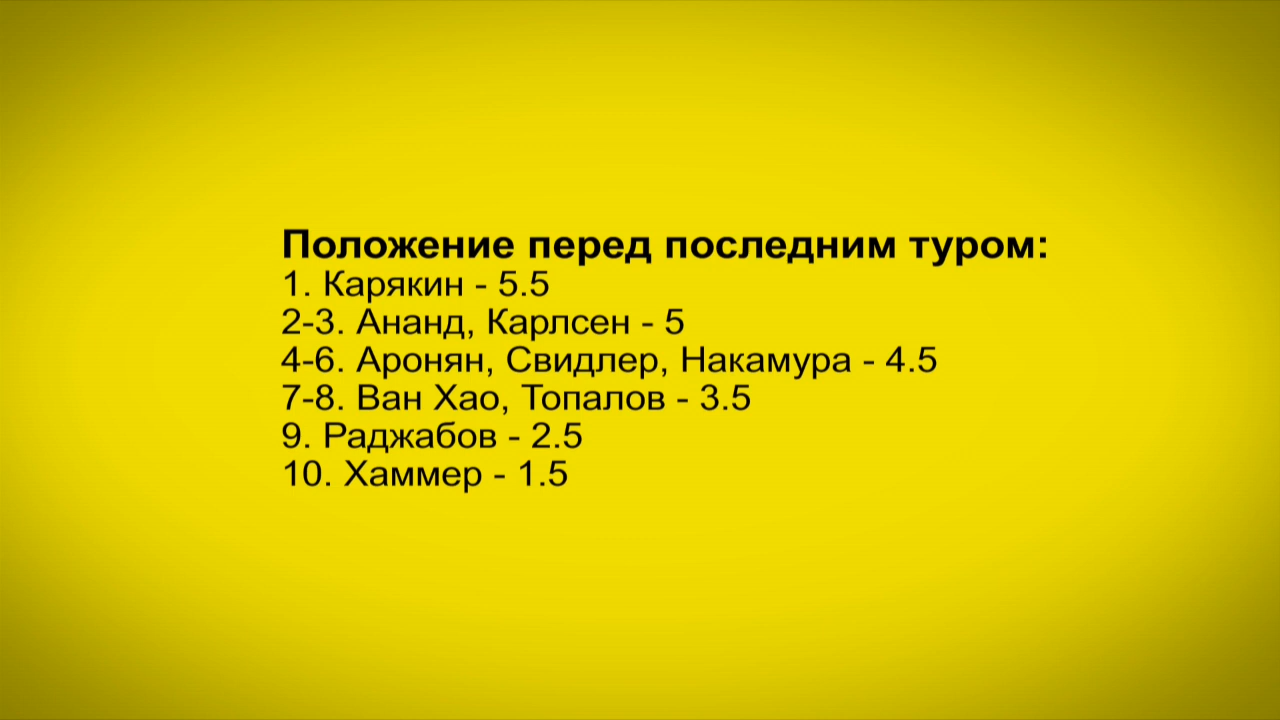 Положение перед последним туром:
1. Карякин - 5.5
2-3. Ананд, Карлсен - 5
4-6. Аронян, Свидлер, Накамура - 4.5
7-8. Ван Хао, Топалов - 3.5
9. Раджабов - 2.5
10. Хаммер - 1.5